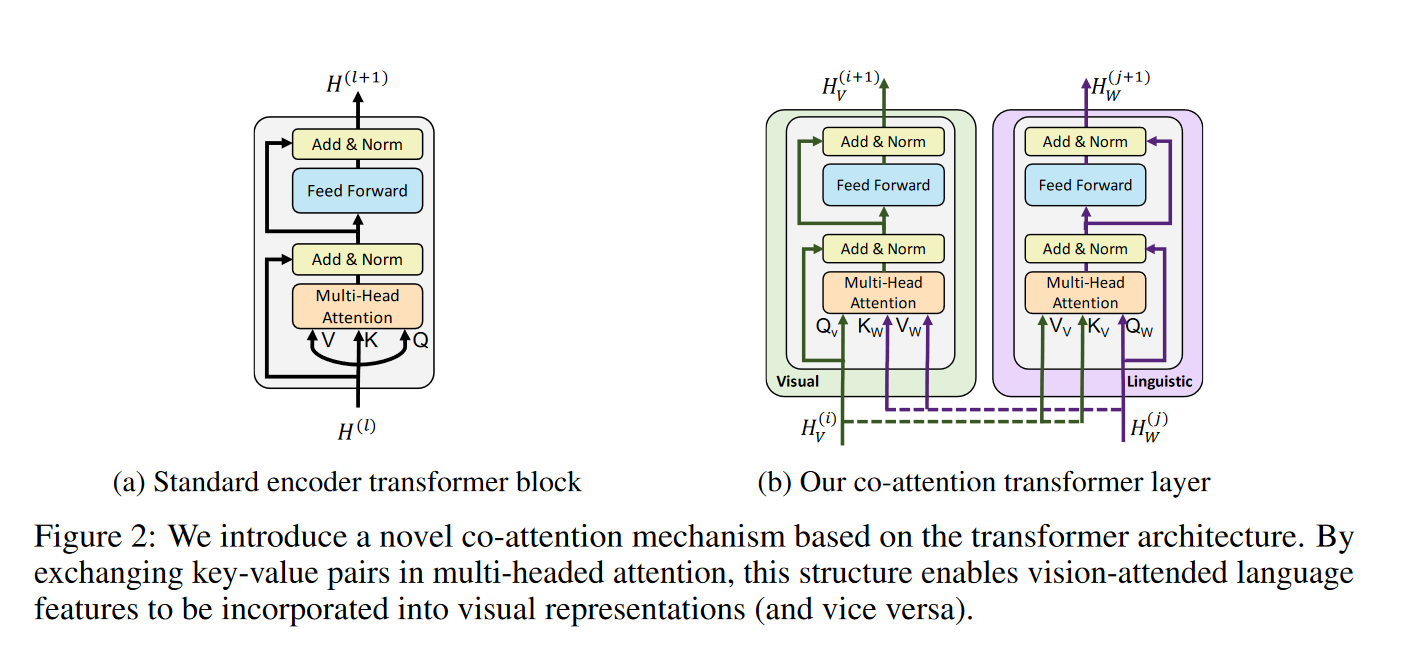 H^(l+1)
Add & Norm
Feed Forward
Add & Norm
Multi-Head
Attention
V K Q
H^(l)
(a) Standard encoder transformer block
H_V^(i+1)
Add & Norm
Feed Forward
Add & Norm
Multi-Head
Attention
Q_v K_W V_W
Visual
H_V^(i)
H_W^(j+1)
Add & Norm
Feed Forward
Add & Norm
Multi-Head
Attention
V_V K_V Q_W
Linguistic
H_W^(j)
(b) Our co-attention transformer layer
Figure 2: We introduce a novel co-attention mechanism based on the transformer architecture. By
exchanging key-value pairs in multi-headed attention, this structure enables vision-attended language
features to be incorporated into visual representations (and vice versa).